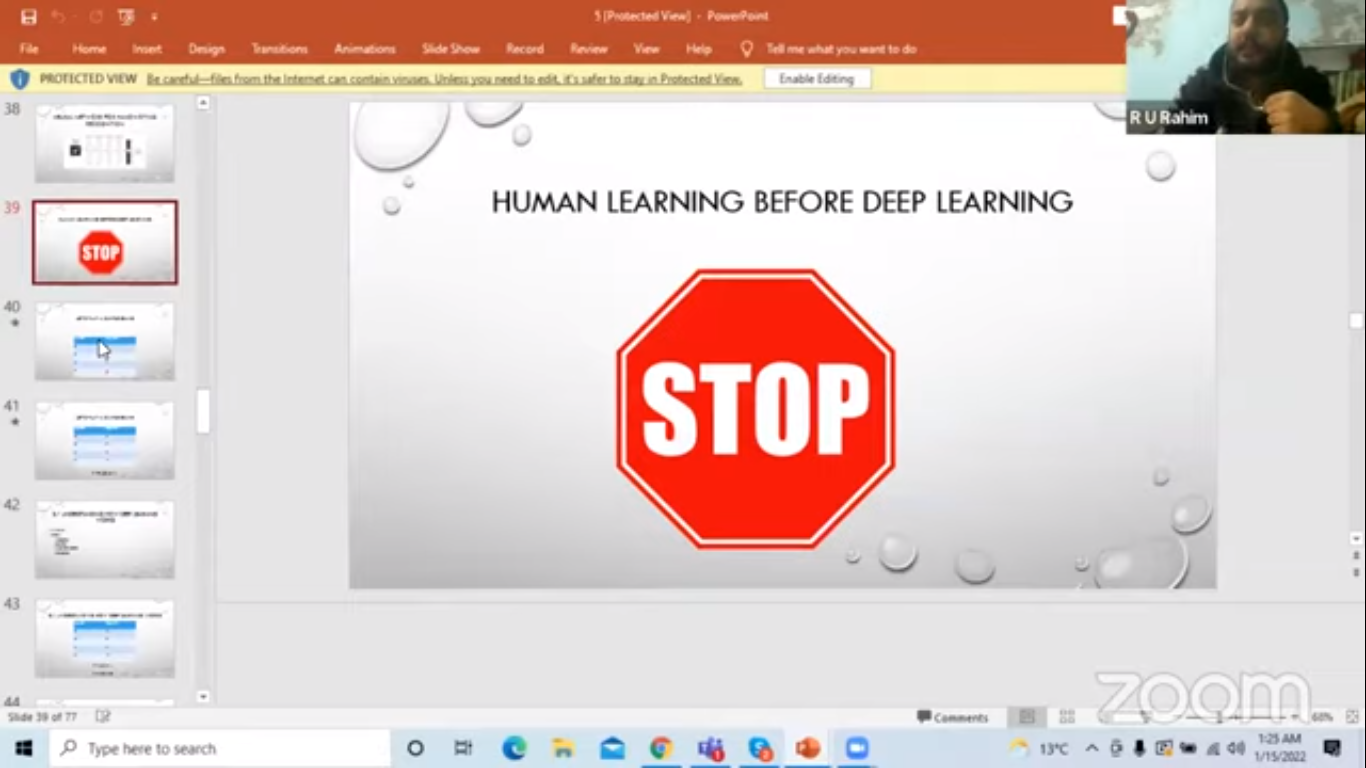 5 [Protected View] - PowerPoint
File Home Insert Design Transitions Animations Slide Show Record Review View Help Tell me what you want to do
PROTECTED VIEW Be careful—files from the Internet can contain viruses. Unless you need to edit, it's safer to stay in Protected View. Enable Editing
R U Rahim
38
39
STOP
40
41
42
43
44
HUMAN LEARNING BEFORE DEEP LEARNING
STOP
zoom
Slide 39 of 77 Comments 68%
Type here to search 13°C 1:25 AM
1/15/2022